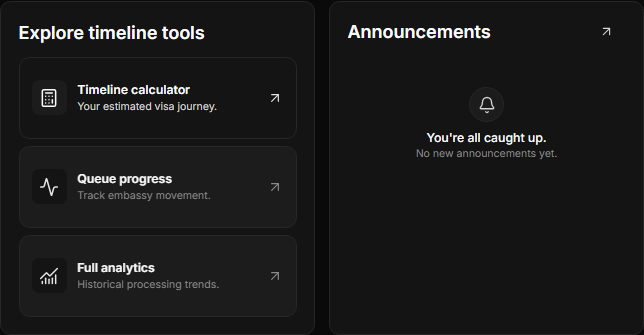 Explore timeline tools
Timeline calculator
Your estimated visa journey.
Queue progress
Track embassy movement.
Full analytics
Historical processing trends.
Announcements
You're all caught up.
No new announcements yet.